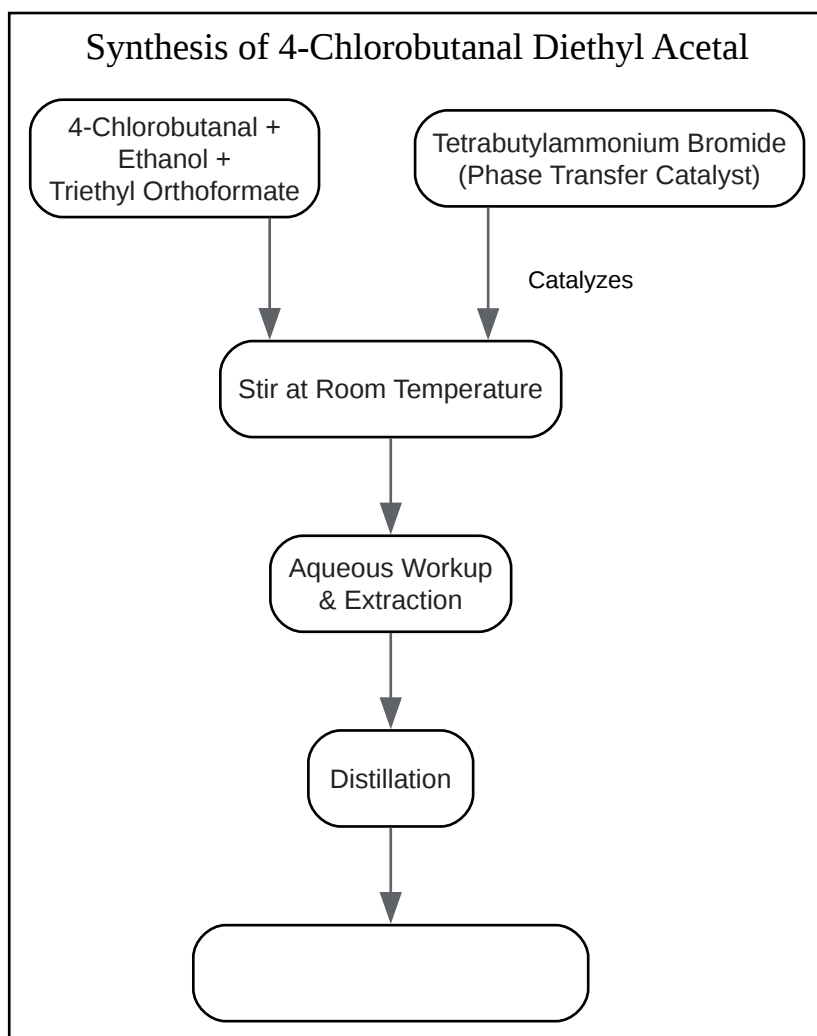 Synthesis of 4-Chlorobutanal Diethyl Acetal
4-Chlorobutanal +
Ethanol +
Triethyl Orthoformate
Tetrabutylammonium Bromide
(Phase Transfer Catalyst)
Catalyzes
Stir at Room Temperature
Aqueous Workup
& Extraction
Distillation